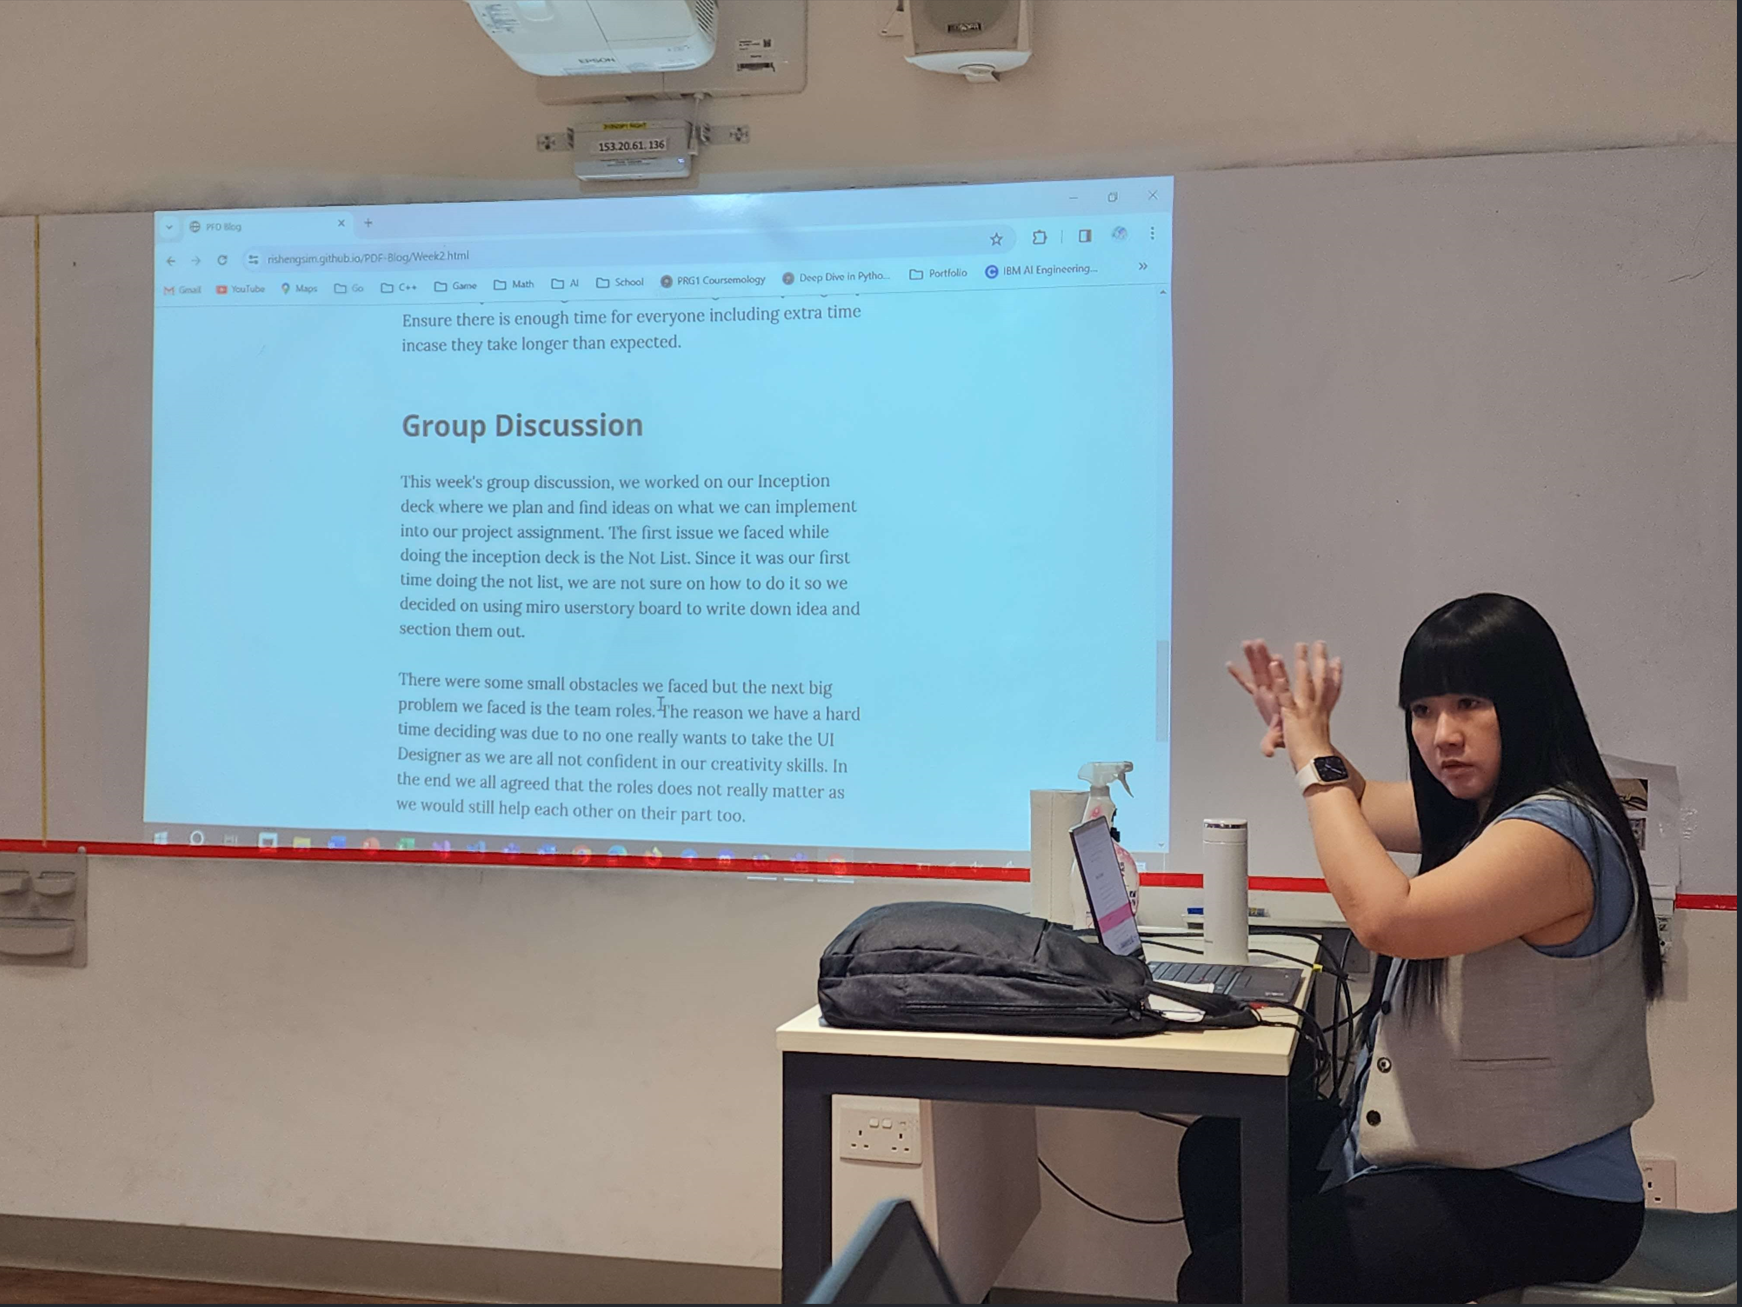 EPSON
153.20.61.136
PFD Blog
rishengsim.github.io/PDF-Blog/Week2.html
Gmail YouTube Maps Go C++ Game Math AI School PRG1 Coursemology Deep Dive in Pytho... Portfolio IBM AI Engineering...
Ensure there is enough time for everyone including extra time
incase they take longer than expected.
Group Discussion
This week's group discussion, we worked on our Inception
deck where we plan and find ideas on what we can implement
into our project assignment. The first issue we faced while
doing the inception deck is the Not List. Since it was our first
time doing the not list, we are not sure on how to do it so we
decided on using miro userstory board to write down idea and
section them out.
There were some small obstacles we faced but the next big
problem we faced is the team roles. The reason we have a hard
time deciding was due to no one really wants to take the UI
Designer as we are all not confident in our creativity skills. In
the end we all agreed that the roles does not really matter as
we would still help each other on their part too.